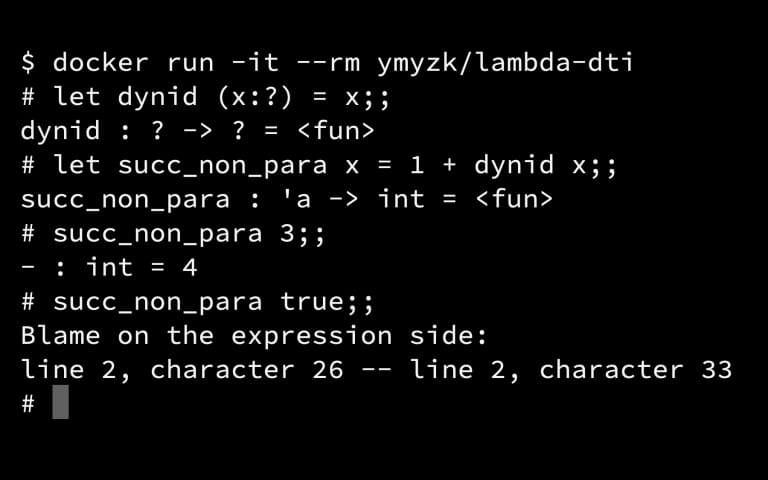 $ docker run -it --rm ymyzk/lambda-dti
# let dynid (x:?) = x;;
dynid : ? -> ? = <fun>
# let succ_non_para x = 1 + dynid x;;
succ_non_para : 'a -> int = <fun>
# succ_non_para 3;;
- : int = 4
# succ_non_para true;;
Blame on the expression side:
line 2, character 26 -- line 2, character 33
#